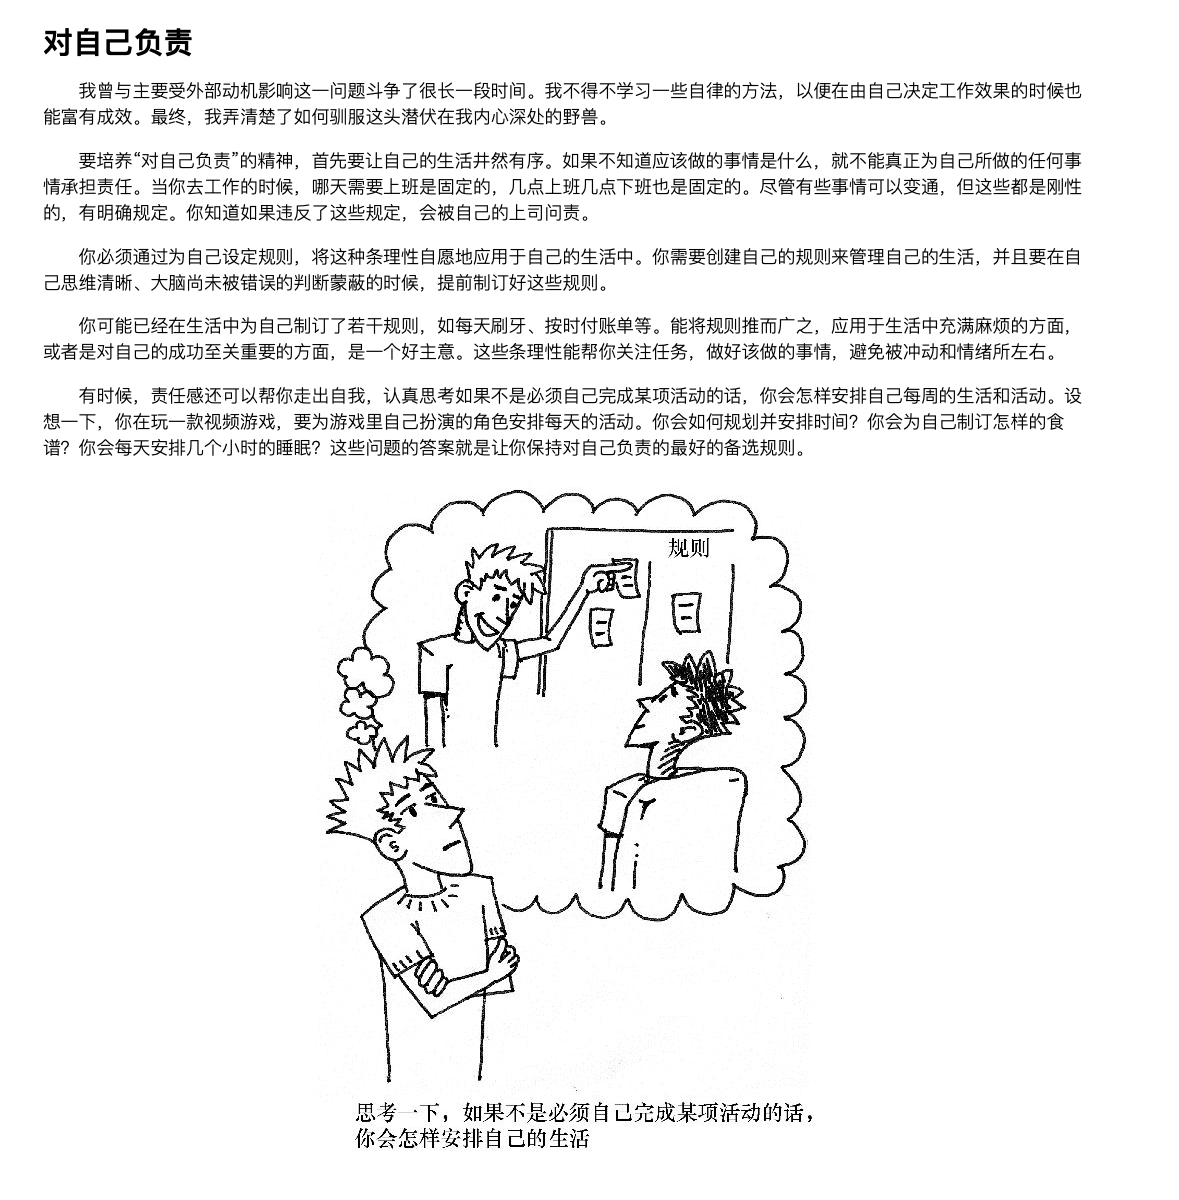 对自己负责
我曾与主要受外部动机影响这一问题斗争了很长一段时间。我不得不学习一些自律的方法，以便在由自己决定工作效果的时候也
能富有成效。最终，我弄清楚了如何驯服这头潜伏在我内心深处的野兽。
要培养“对自己负责”的精神，首先要让自己的生活井然有序。如果不知道应该做的事情是什么，就不能真正为自己所做的任何事
情承担责任。当你去工作的时候，哪天需要上班是固定的，几点上班几点下班也是固定的。尽管有些事情可以变通，但这些都是刚性
的，有明确规定。你知道如果违反了这些规定，会被自己的上司问责。
你必须通过为自己设定规则，将这种条理性自愿地应用于自己的生活中。你需要创建自己的规则来管理自己的生活，并且要在自
己思维清晰、大脑尚未被错误的判断蒙蔽的时候，提前制订好这些规则。
你可能已经在生活中为自己制订了若干规则，如每天刷牙、按时付账单等。能将规则推而广之，应用于生活中充满麻烦的方面，
或者是对自己的成功至关重要的方面，是一个好主意。这些条理性能帮你关注任务，做好该做的事情，避免被冲动和情绪所左右。
有时候，责任感还可以帮你走出自我，认真思考如果不是必须自己完成某项活动的话，你会怎样安排自己每周的生活和活动。设
想一下，你在玩一款视频游戏，要为游戏里自己扮演的角色安排每天的活动。你会如何规划并安排时间？你会为自己制订怎样的食
谱？你会每天安排几个小时的睡眠？这些问题的答案就是让你保持对自己负责的最好的备选规则。
规则
思考一下，如果不是必须自己完成某项活动的话，
你会怎样安排自己的生活